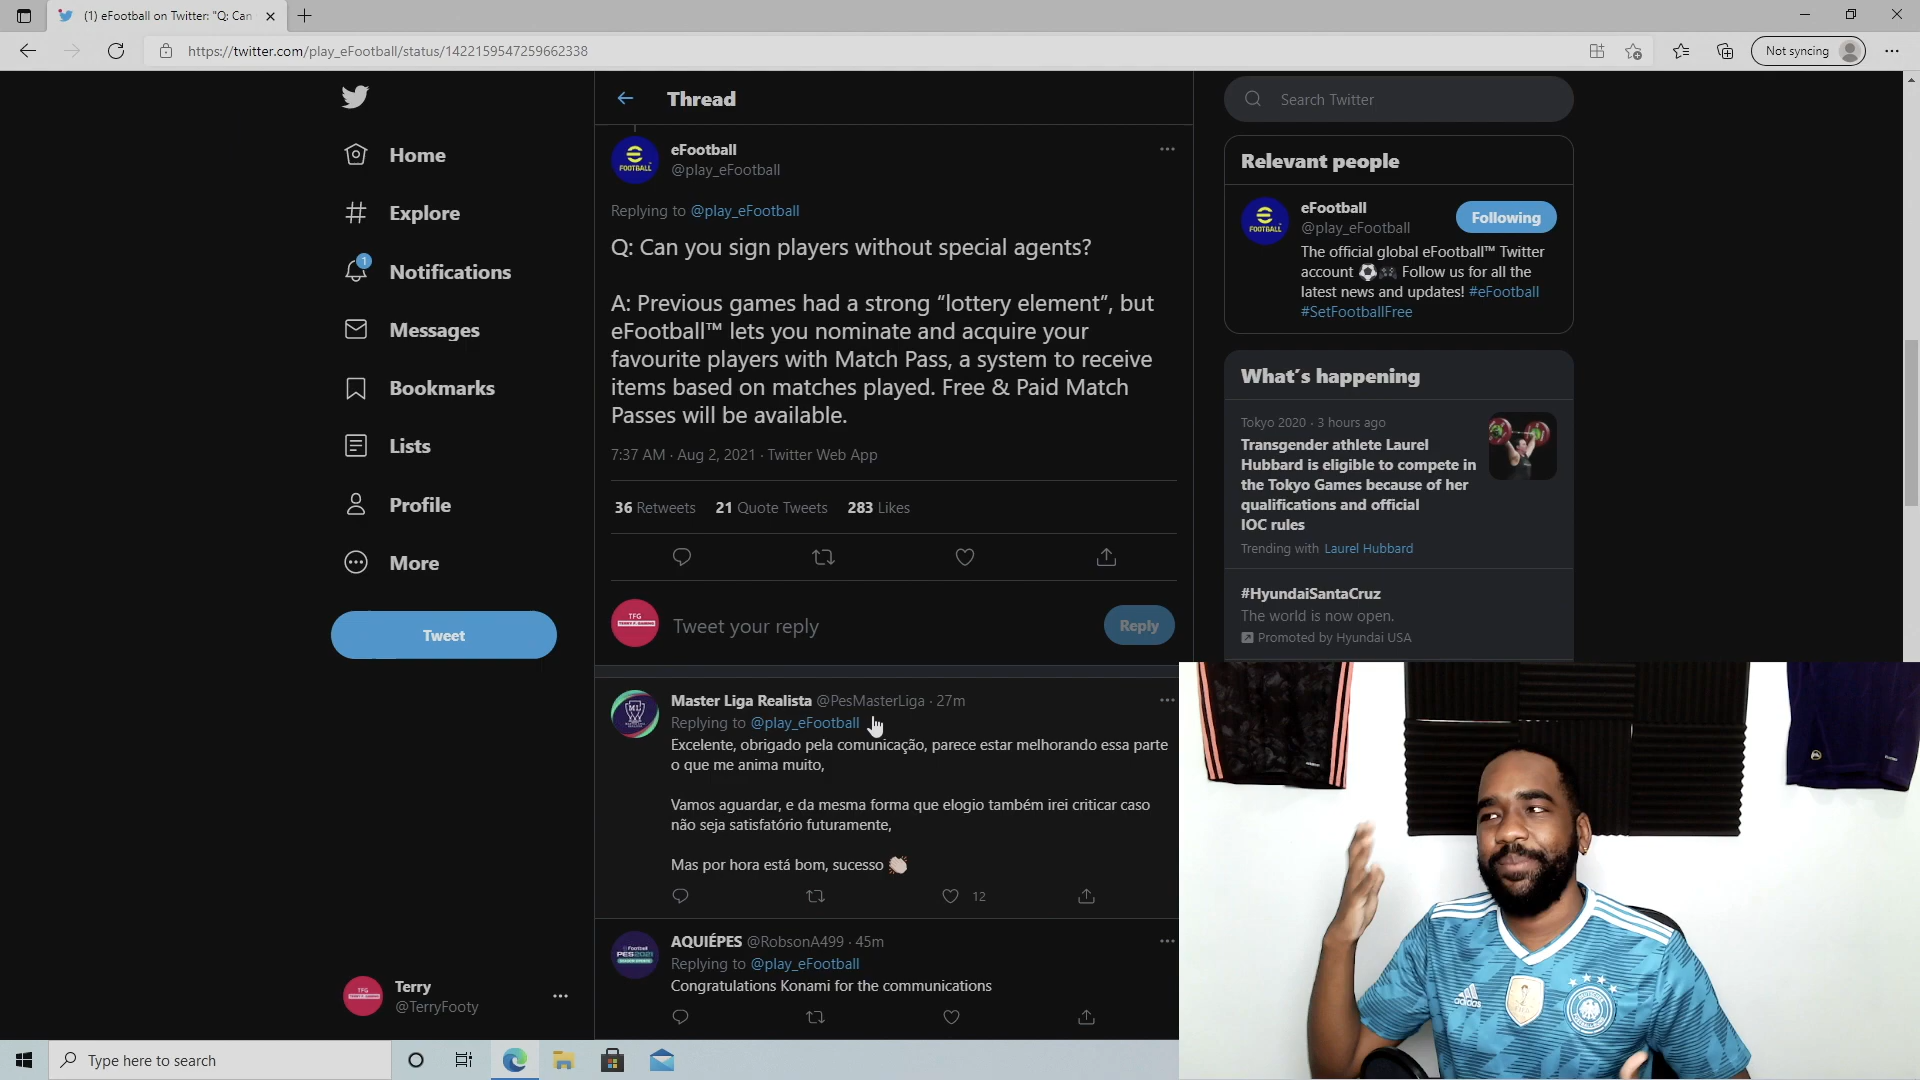 (1) eFootball on Twitter: "Q: Can
https://twitter.com/play_eFootball/status/1422159547259662338
Not syncing
Home
Explore
1
Notifications
Messages
Bookmarks
Lists
Profile
More
Tweet
Terry
@TerryFooty
Thread
eFootball
@play_eFootball
Replying to @play_eFootball
Q: Can you sign players without special agents?
A: Previous games had a strong “lottery element”, but
eFootball™ lets you nominate and acquire your
favourite players with Match Pass, a system to receive
items based on matches played. Free & Paid Match
Passes will be available.
7:37 AM · Aug 2, 2021 · Twitter Web App
36 Retweets 21 Quote Tweets 283 Likes
Tweet your reply
Reply
Master Liga Realista @PesMasterLiga · 27m
Replying to @play_eFootball
Excelente, obrigado pela comunicação, parece estar melhorando essa parte
o que me anima muito,
Vamos aguardar, e da mesma forma que elogio também irei criticar caso
não seja satisfatório futuramente,
Mas por hora está bom, sucesso
12
AQUIÉPES @RobsonA499 · 45m
Replying to @play_eFootball
Congratulations Konami for the communications
Search Twitter
Relevant people
eFootball
@play_eFootball
Following
The official global eFootball™ Twitter
account Follow us for all the
latest news and updates! #eFootball
#SetFootballFree
What's happening
Tokyo 2020 · 3 hours ago
Transgender athlete Laurel
Hubbard is eligible to compete in
the Tokyo Games because of her
qualifications and official
IOC rules
Trending with Laurel Hubbard
#HyundaiSantaCruz
The world is now open.
Promoted by Hyundai USA
adidas
Type here to search